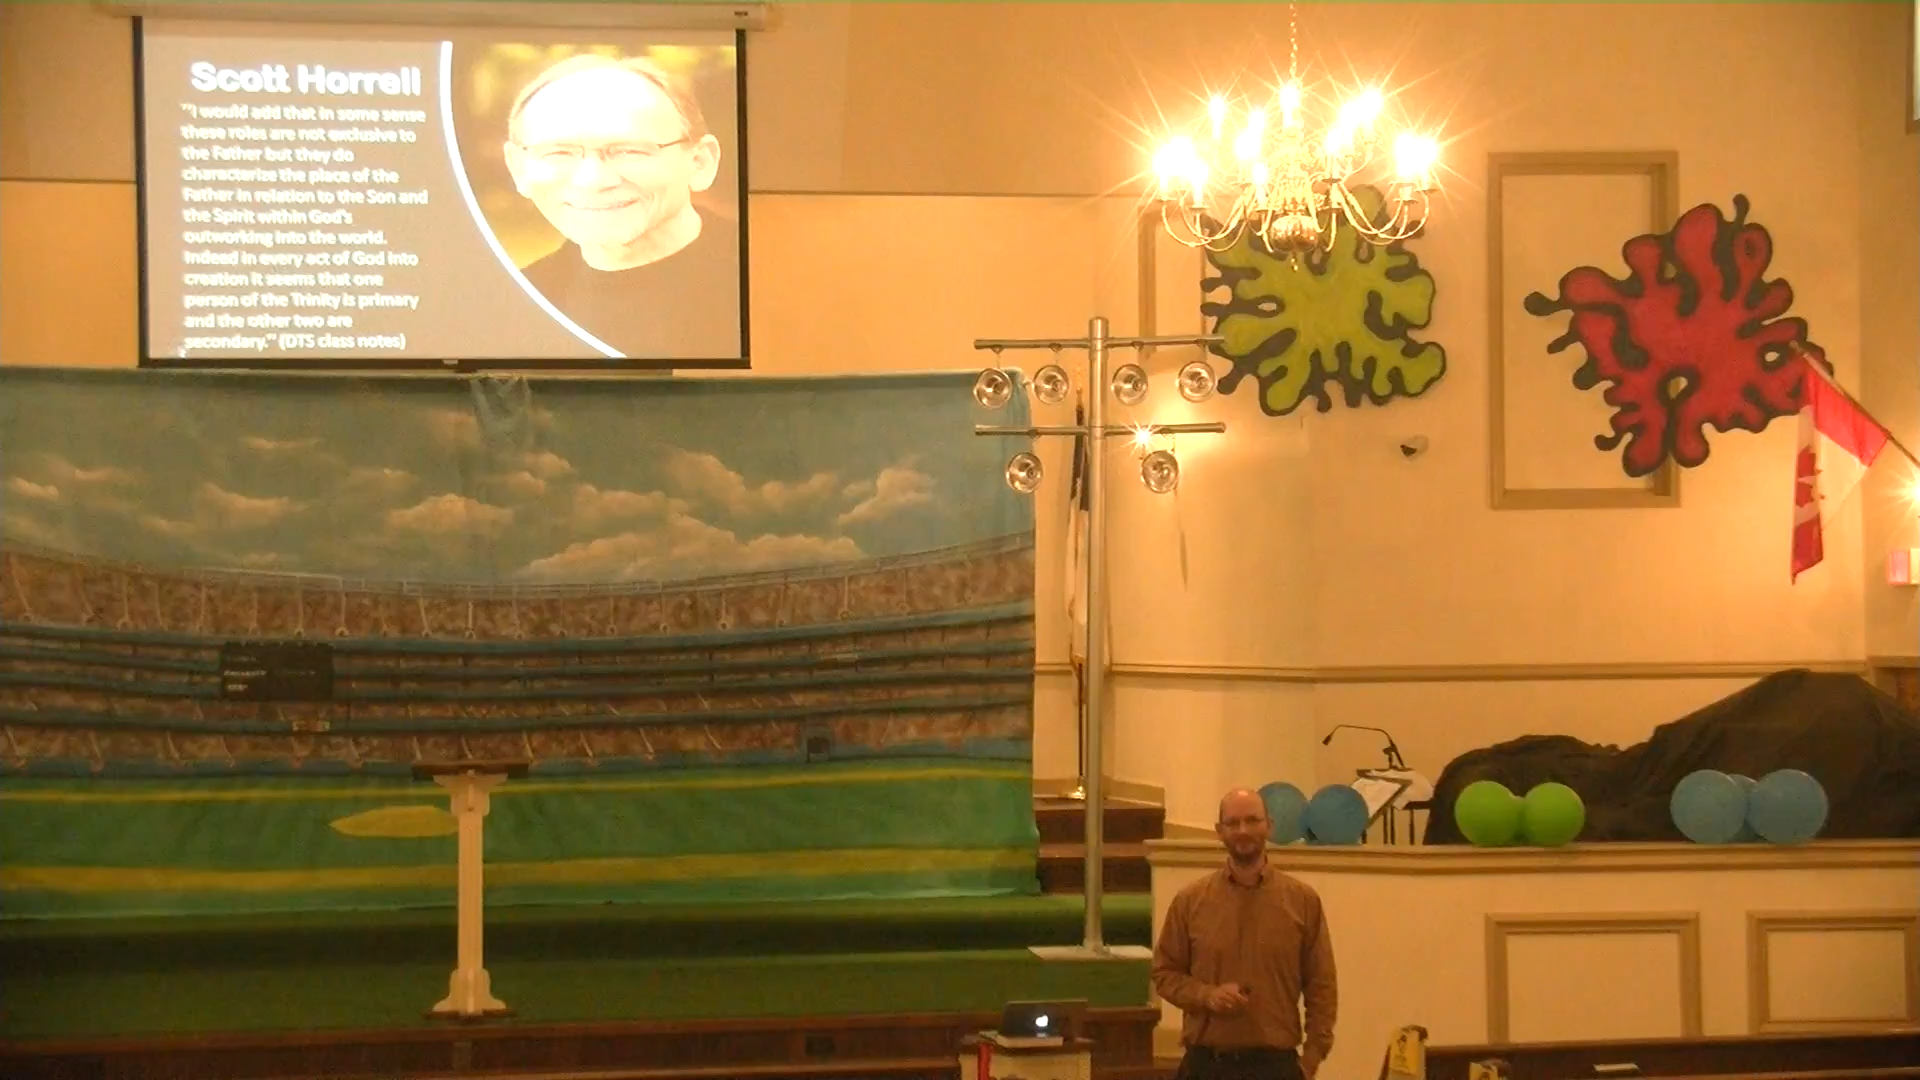 Scott Horrell
"I would add that in some sense
these roles are not exclusive to
the Father but they do
characterize the place of the
Father in relation to the Son and
the Spirit within God's
outworking into the world.
Indeed in every act of God into
creation it seems that one
person of the Trinity is primary
and the other two are
secondary." (DTS class notes)